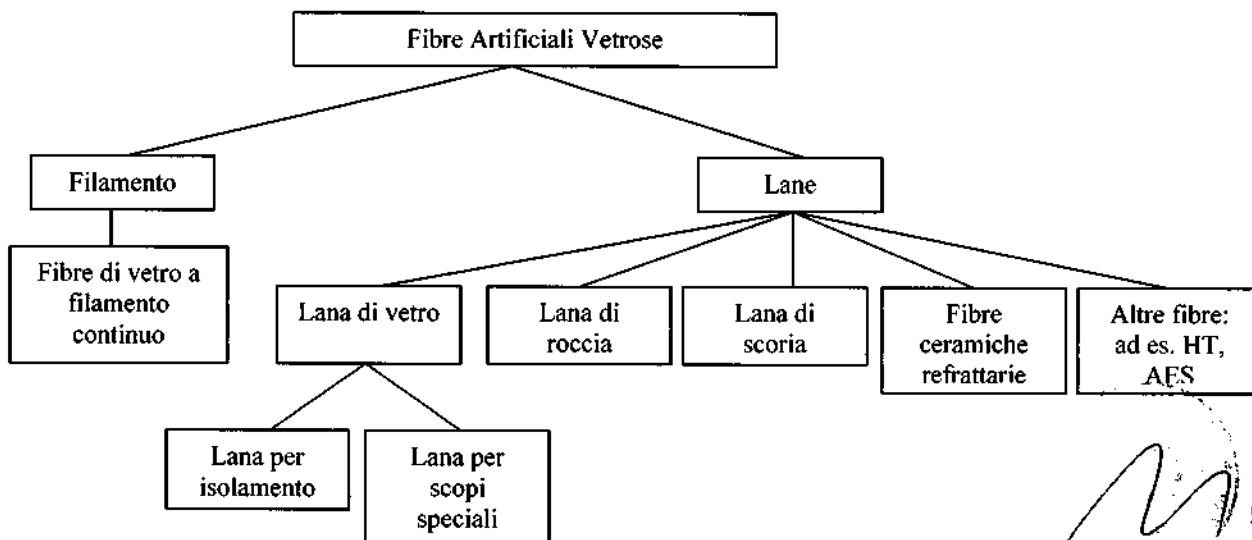 Fibre Artificiali Vetrose
Filamento
Lane
Fibre di vetro a
filamento
continuo
Lana di vetro
Lana di
roccia
Lana di
scoria
Fibre
ceramiche
refrattarie
Altre fibre:
ad es. HT,
AES
Lana per
isolamento
Lana per
scopi
speciali